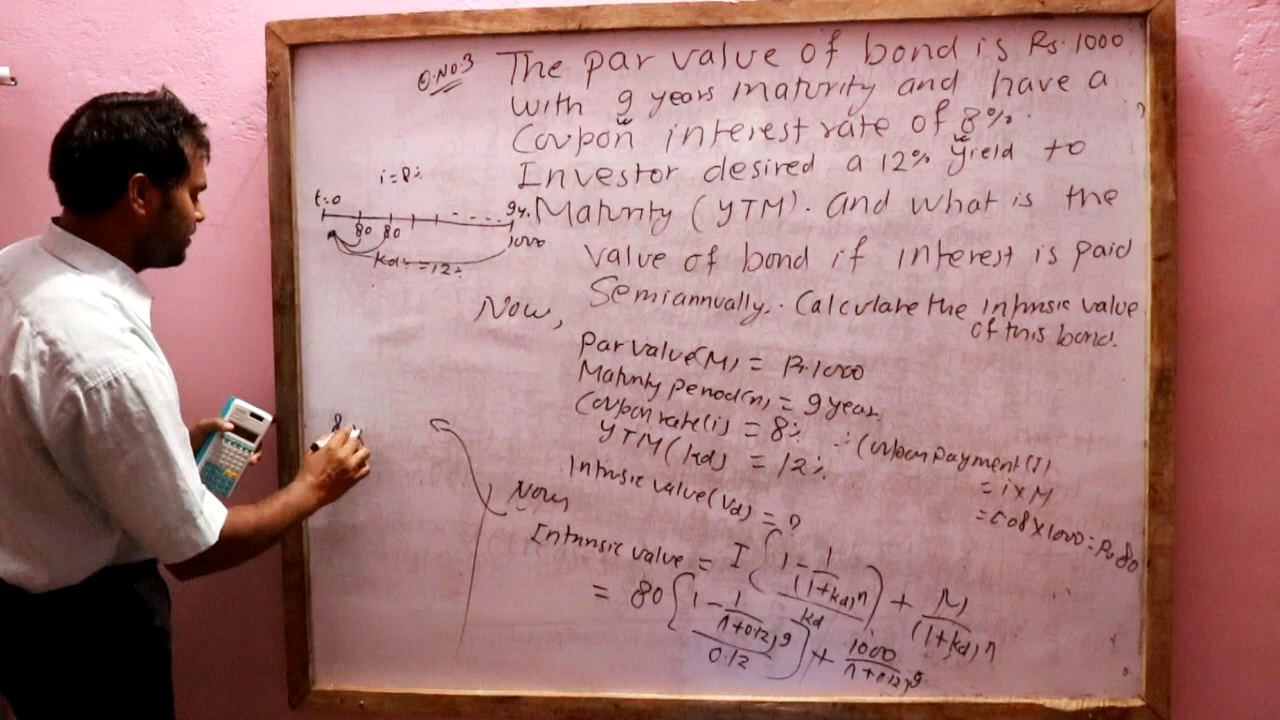 Q.NO.3 The par value of bond is Rs. 1000
with 9 years maturity and have a
Coupon interest rate of 8%.
Investor desired a 12% yield to
Maturity (YTM). and what is the
value of bond if interest is paid
Semiannually. Calculate the intrinsic value
of this bond.
i = 8%
t=0
9y.
80 80
1000
kd = 12%
Now,
Par value(M) = Rs.1000
Maturity period(n) = 9 year.
Coupon rate(i) = 8%
YTM (kd) = 12%
∴ Coupon payment(I)
= i x M
= 0.08 x 1000 = Rs 80
Intrinsic value(Vd) = ?
Now,
Intrinsic value = I { 1 - 1/(1+kd)n / kd } + M/(1+kd)n
= 80 { 1 - 1/(1+0.12)9 / 0.12 } + 1000/(1+0.12)9
8